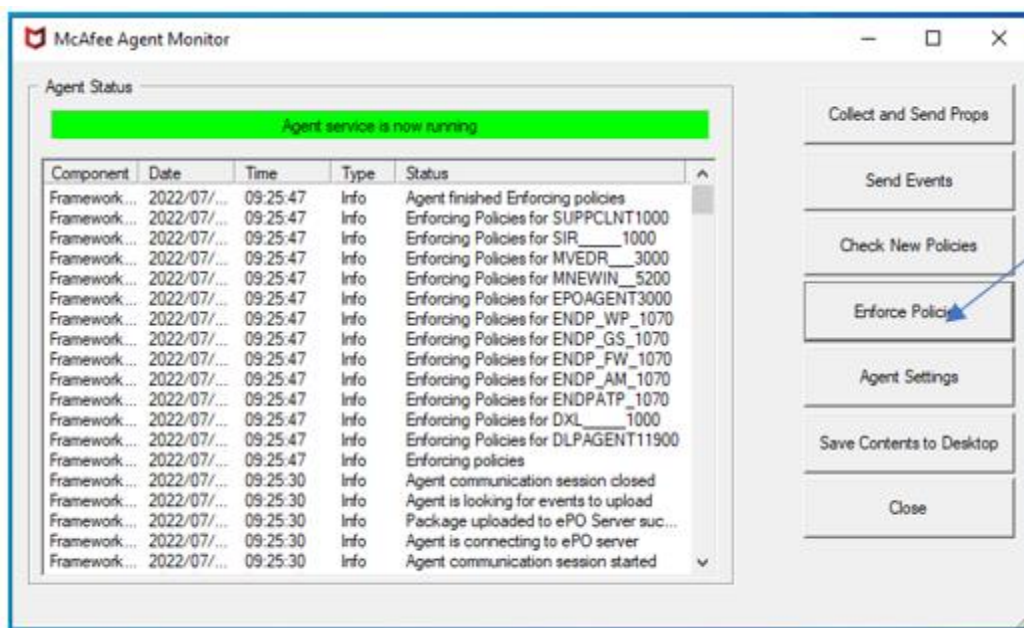 McAfee Agent Monitor
Agent Status
Agent service is now running
Component Date Time Type Status
Framework... 2022/07/... 09:25:47 Info Agent finished Enforcing policies
Framework... 2022/07/... 09:25:47 Info Enforcing Policies for SUPPCLNT1000
Framework... 2022/07/... 09:25:47 Info Enforcing Policies for SIR_____1000
Framework... 2022/07/... 09:25:47 Info Enforcing Policies for MVEDR___3000
Framework... 2022/07/... 09:25:47 Info Enforcing Policies for MNEWIN__5200
Framework... 2022/07/... 09:25:47 Info Enforcing Policies for EPOAGENT3000
Framework... 2022/07/... 09:25:47 Info Enforcing Policies for ENDP_WP_1070
Framework... 2022/07/... 09:25:47 Info Enforcing Policies for ENDP_GS_1070
Framework... 2022/07/... 09:25:47 Info Enforcing Policies for ENDP_FW_1070
Framework... 2022/07/... 09:25:47 Info Enforcing Policies for ENDP_AM_1070
Framework... 2022/07/... 09:25:47 Info Enforcing Policies for ENDPATP_1070
Framework... 2022/07/... 09:25:47 Info Enforcing Policies for DXL_____1000
Framework... 2022/07/... 09:25:47 Info Enforcing Policies for DLPAGENT11900
Framework... 2022/07/... 09:25:47 Info Enforcing policies
Framework... 2022/07/... 09:25:30 Info Agent communication session closed
Framework... 2022/07/... 09:25:30 Info Agent is looking for events to upload
Framework... 2022/07/... 09:25:30 Info Package uploaded to ePO Server suc...
Framework... 2022/07/... 09:25:30 Info Agent is connecting to ePO server
Framework... 2022/07/... 09:25:30 Info Agent communication session started
Collect and Send Props
Send Events
Check New Policies
Enforce Policies
Agent Settings
Save Contents to Desktop
Close